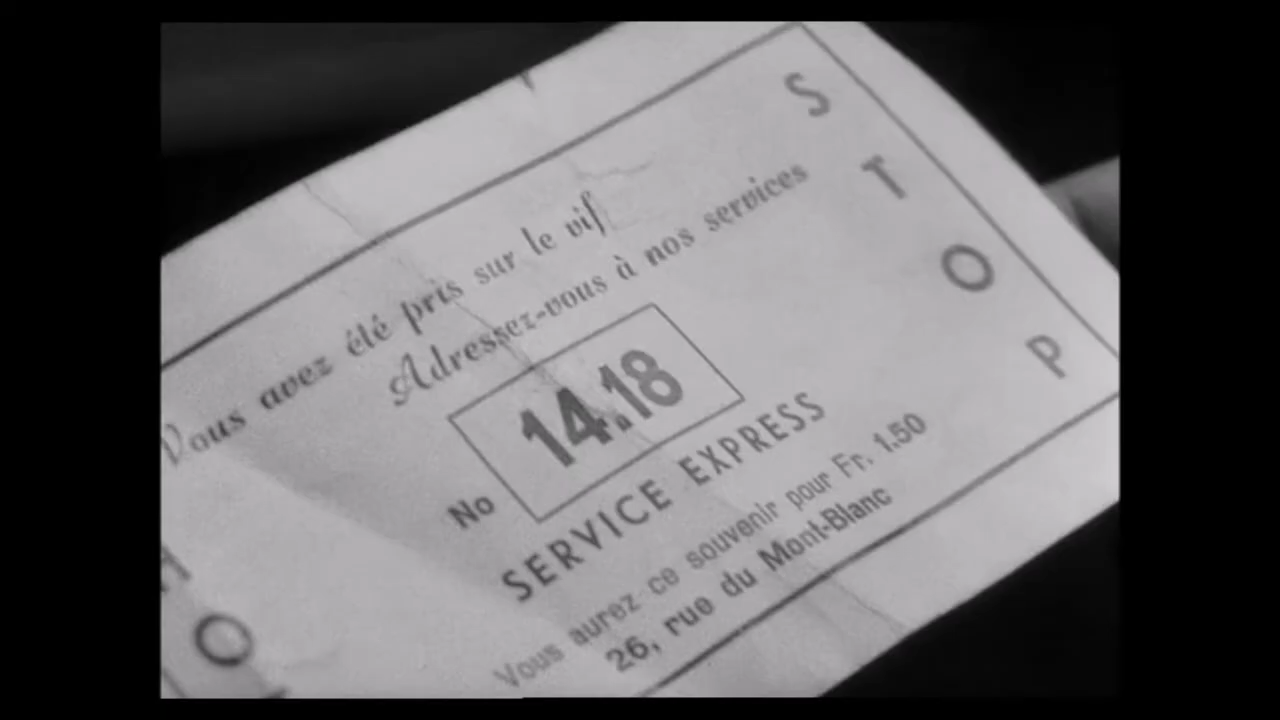 Vous avez été pris sur le vif
Adressez-vous à nos services
No 14.18
SERVICE EXPRESS
Vous aurez ce souvenir pour Fr. 1.50
26, rue du Mont-Blanc
STOP